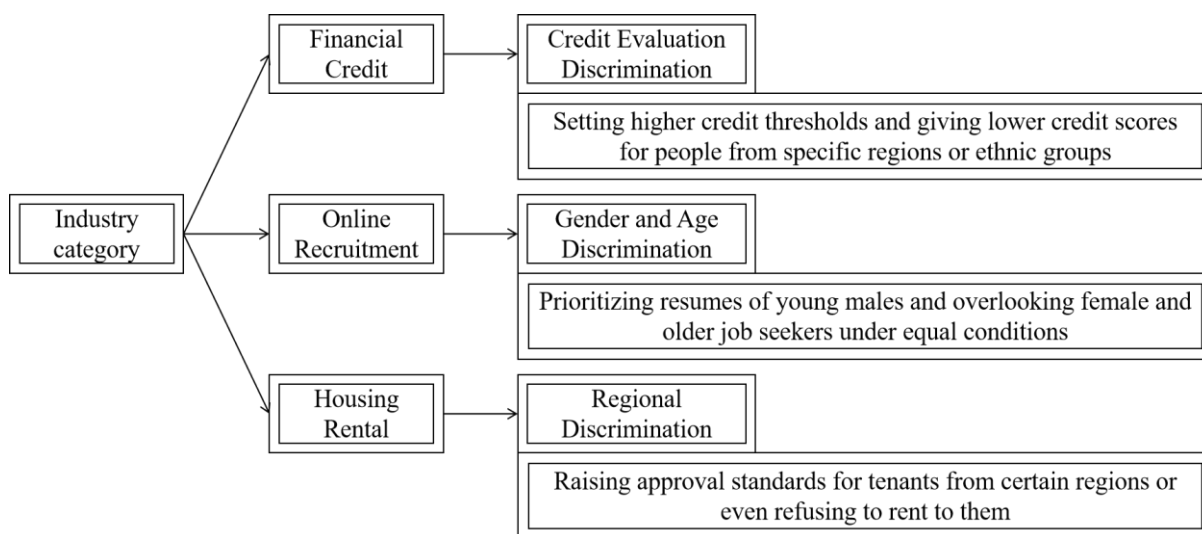 Financial
Credit
Credit Evaluation
Discrimination
Setting higher credit thresholds and giving lower credit scores
for people from specific regions or ethnic groups
Industry
category
Online
Recruitment
Gender and Age
Discrimination
Prioritizing resumes of young males and overlooking female and
older job seekers under equal conditions
Housing
Rental
Regional
Discrimination
Raising approval standards for tenants from certain regions or
even refusing to rent to them